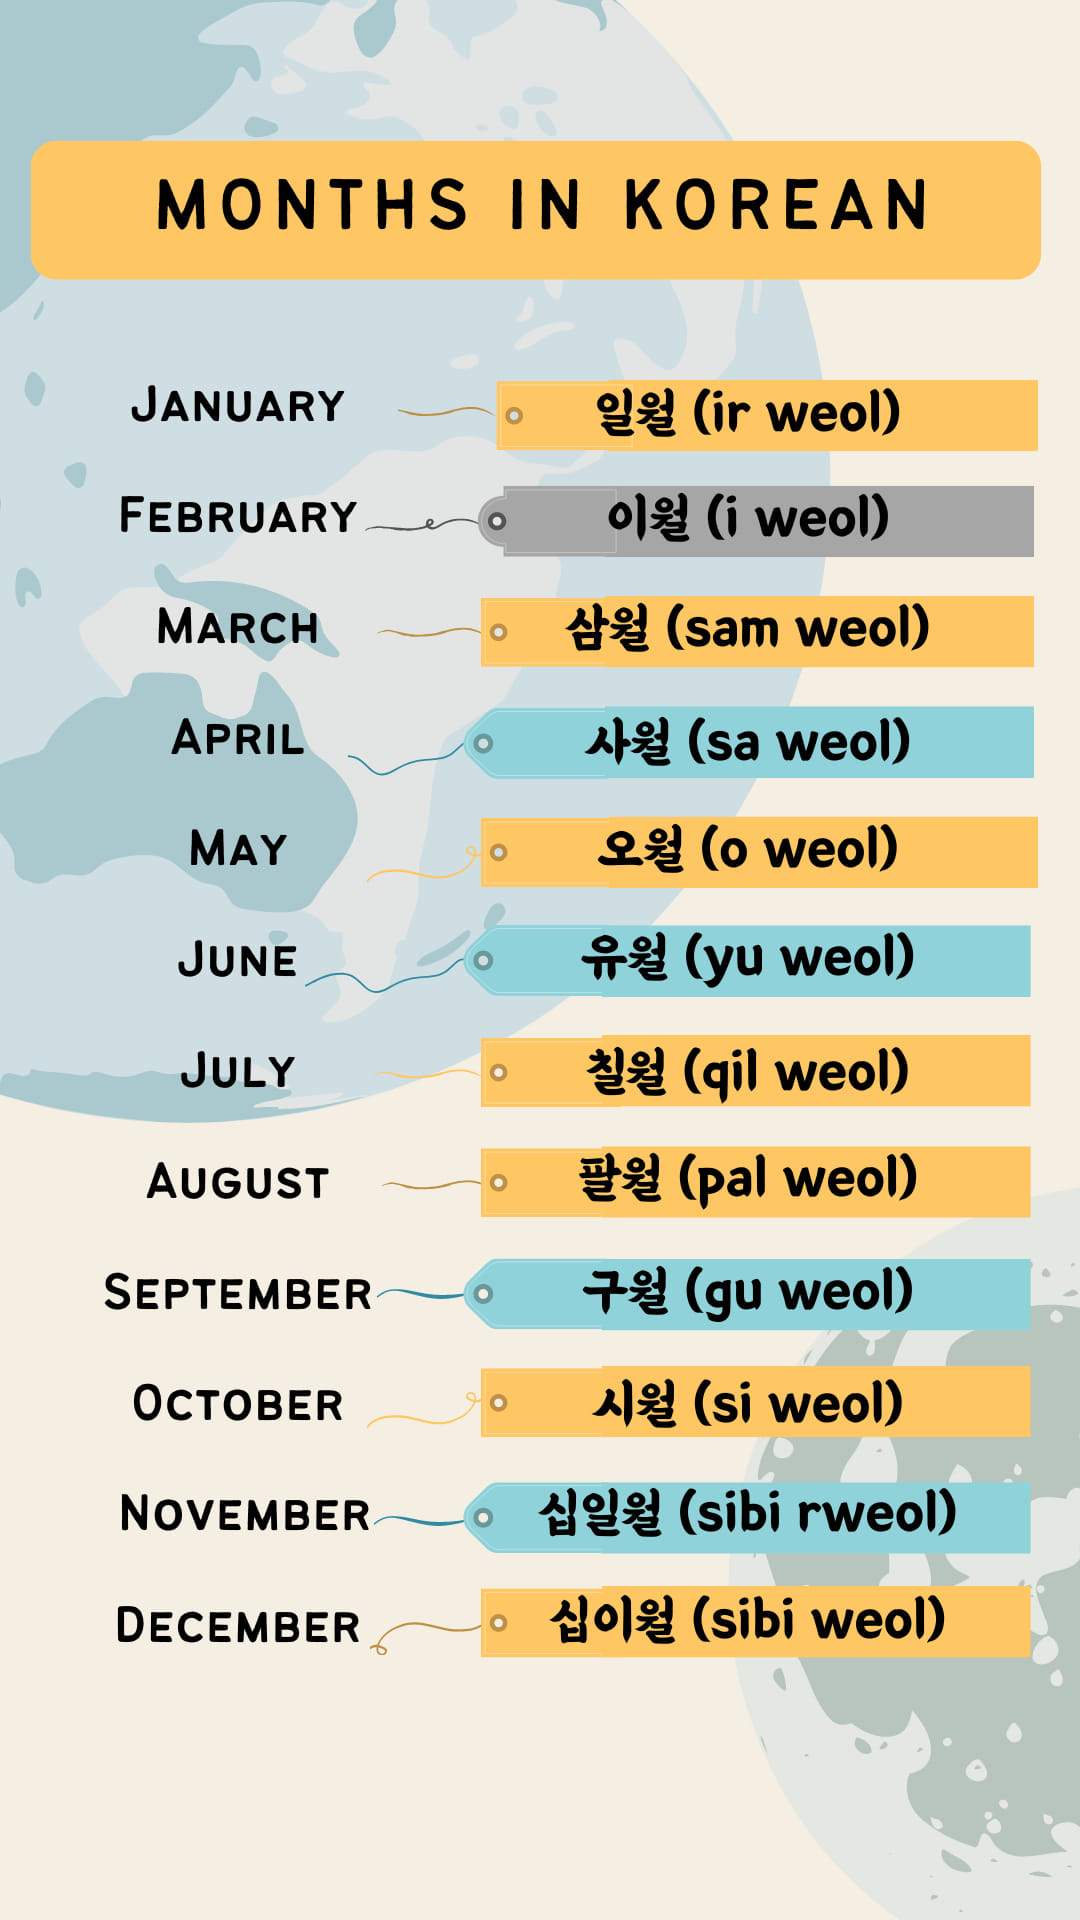 MONTHS IN KOREAN
JANUARY 일월 (ir weol)
FEBRUARY 이월 (i weol)
MARCH 삼월 (sam weol)
APRIL 사월 (sa weol)
MAY 오월 (o weol)
JUNE 유월 (yu weol)
JULY 칠월 (qil weol)
AUGUST 팔월 (pal weol)
SEPTEMBER 구월 (gu weol)
OCTOBER 시월 (si weol)
NOVEMBER 십일월 (sibi rweol)
DECEMBER 십이월 (sibi weol)